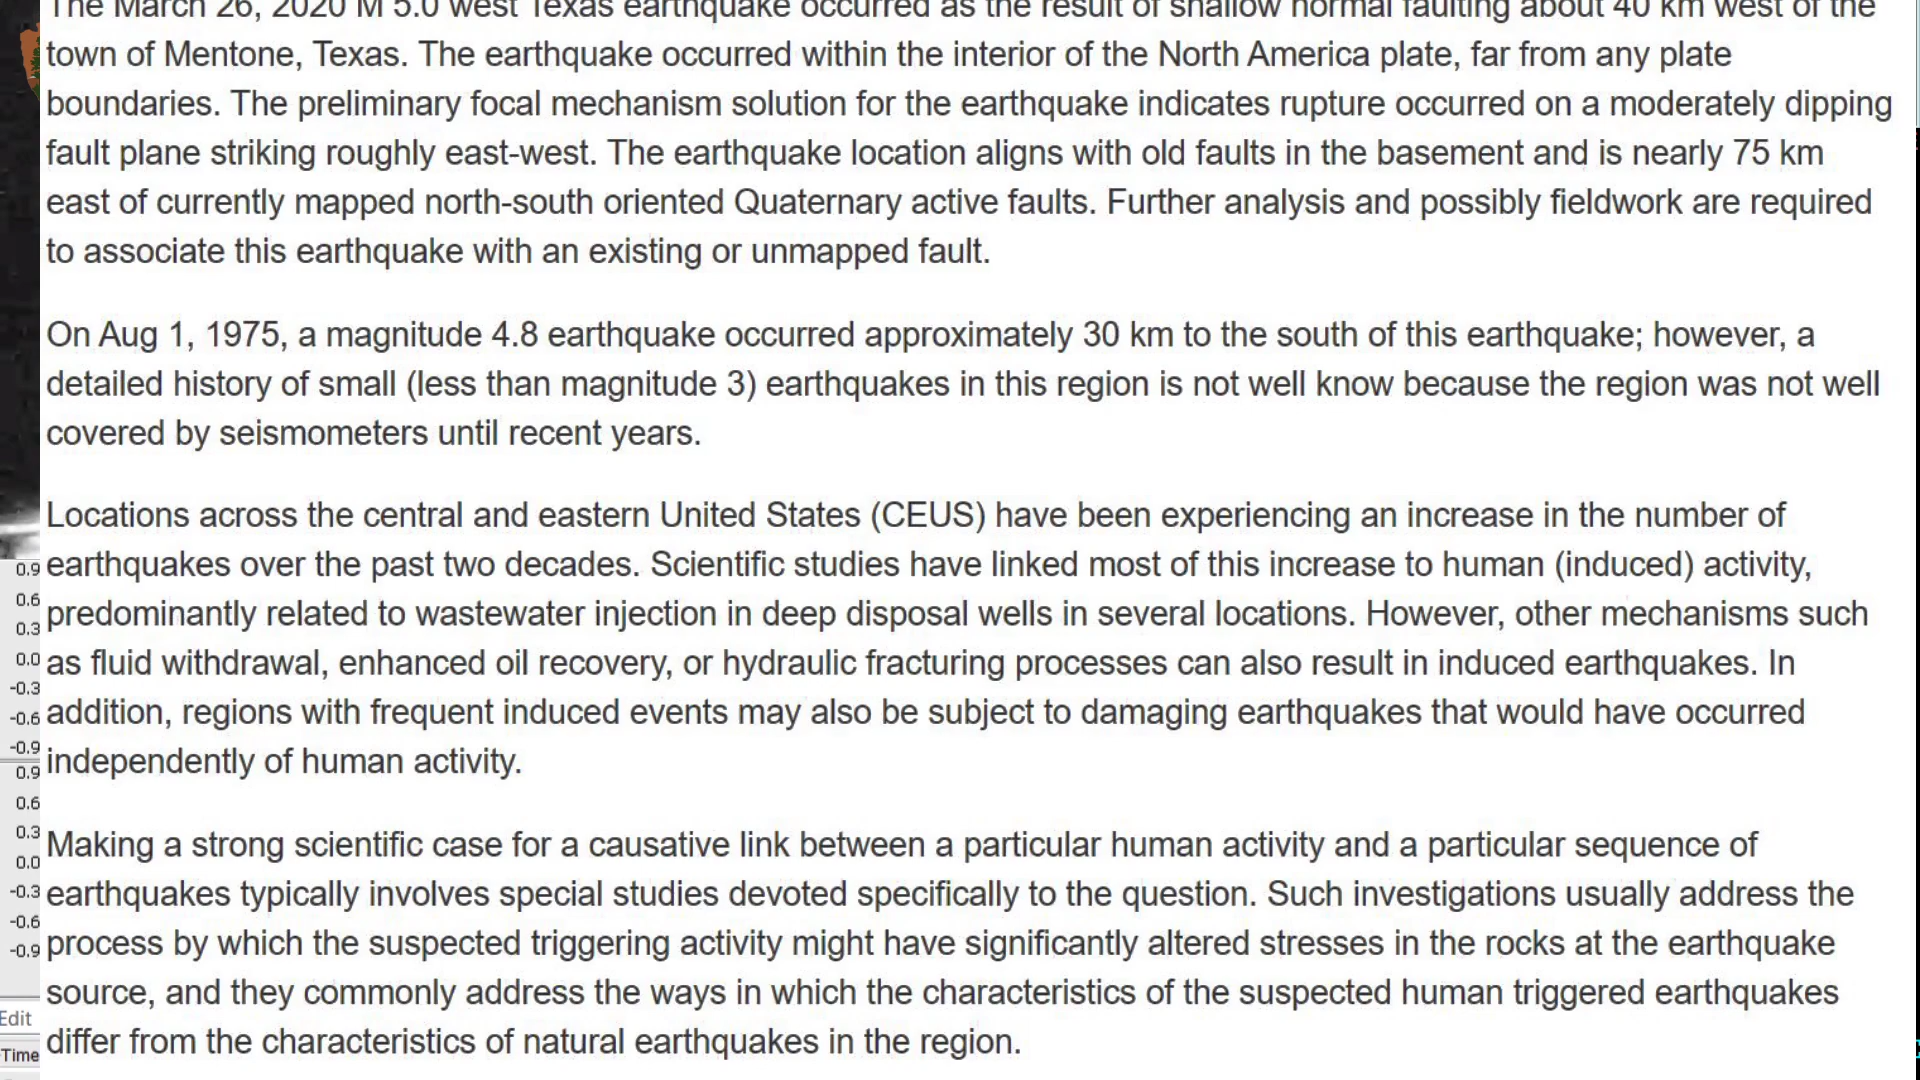 The March 26, 2020 M 5.0 west Texas earthquake occurred as the result of shallow normal faulting about 40 km west of the
town of Mentone, Texas. The earthquake occurred within the interior of the North America plate, far from any plate
boundaries. The preliminary focal mechanism solution for the earthquake indicates rupture occurred on a moderately dipping
fault plane striking roughly east-west. The earthquake location aligns with old faults in the basement and is nearly 75 km
east of currently mapped north-south oriented Quaternary active faults. Further analysis and possibly fieldwork are required
to associate this earthquake with an existing or unmapped fault.
On Aug 1, 1975, a magnitude 4.8 earthquake occurred approximately 30 km to the south of this earthquake; however, a
detailed history of small (less than magnitude 3) earthquakes in this region is not well know because the region was not well
covered by seismometers until recent years.
Locations across the central and eastern United States (CEUS) have been experiencing an increase in the number of
earthquakes over the past two decades. Scientific studies have linked most of this increase to human (induced) activity,
predominantly related to wastewater injection in deep disposal wells in several locations. However, other mechanisms such
as fluid withdrawal, enhanced oil recovery, or hydraulic fracturing processes can also result in induced earthquakes. In
addition, regions with frequent induced events may also be subject to damaging earthquakes that would have occurred
independently of human activity.
Making a strong scientific case for a causative link between a particular human activity and a particular sequence of
earthquakes typically involves special studies devoted specifically to the question. Such investigations usually address the
process by which the suspected triggering activity might have significantly altered stresses in the rocks at the earthquake
source, and they commonly address the ways in which the characteristics of the suspected human triggered earthquakes
differ from the characteristics of natural earthquakes in the region.
0.9
0.6
0.3
0.0
-0.3
-0.6
-0.9
0.9
0.6
0.3
0.0
-0.3
-0.6
-0.9
Edit
Time